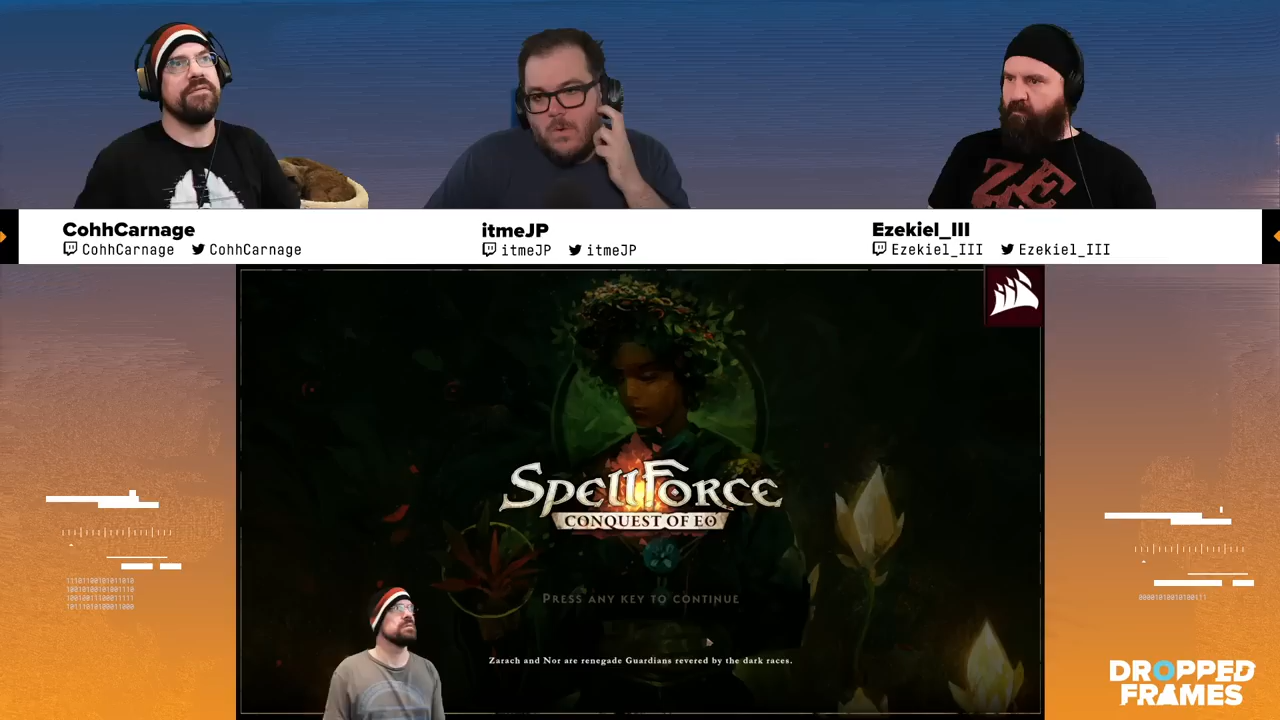 CohhCarnage
CohhCarnage CohhCarnage
itmeJP
itmeJP itmeJP
Ezekiel_III
Ezekiel_III Ezekiel_III
ZE
SPELLFORCE
CONQUEST OF EO
PRESS ANY KEY TO CONTINUE
Zarach and Nor are renegade Guardians revered by the dark races.
DROPPED
FRAMES